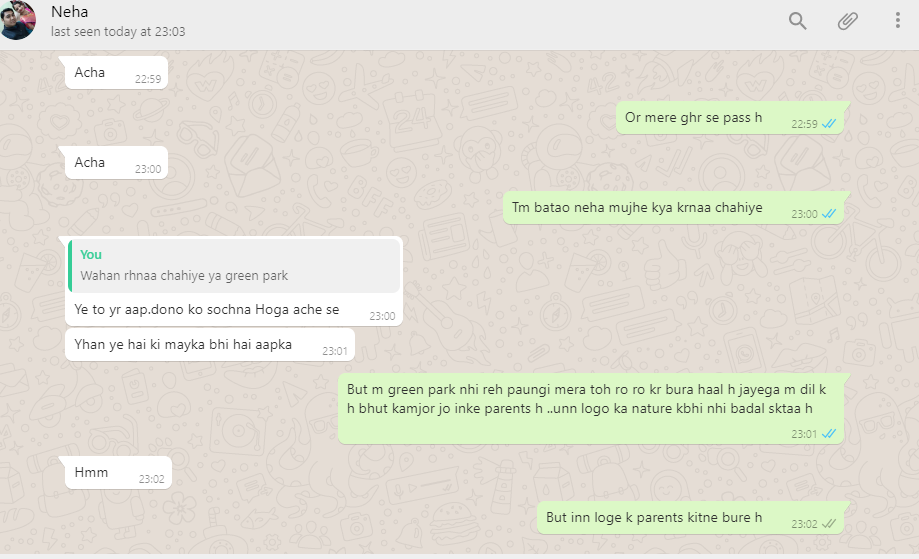 Neha
last seen today at 23:03
Acha
22:59
Or mere ghr se pass h
22:59
Acha
23:00
Tm batao neha mujhe kya krnaa chahiye
23:00
You
Wahan rhnaa chahiye ya green park
Ye to yr aap.dono ko sochna Hoga ache se
23:00
Yhan ye hai ki mayka bhi hai aapka
23:01
But m green park nhi reh paungi mera toh ro ro kr bura haal h jayega m dil k
h bhut kamjor jo inke parents h ..unn logo ka nature kbhi nhi badal sktaa h
23:01
Hmm
23:02
But inn loge k parents kitne bure h
23:02